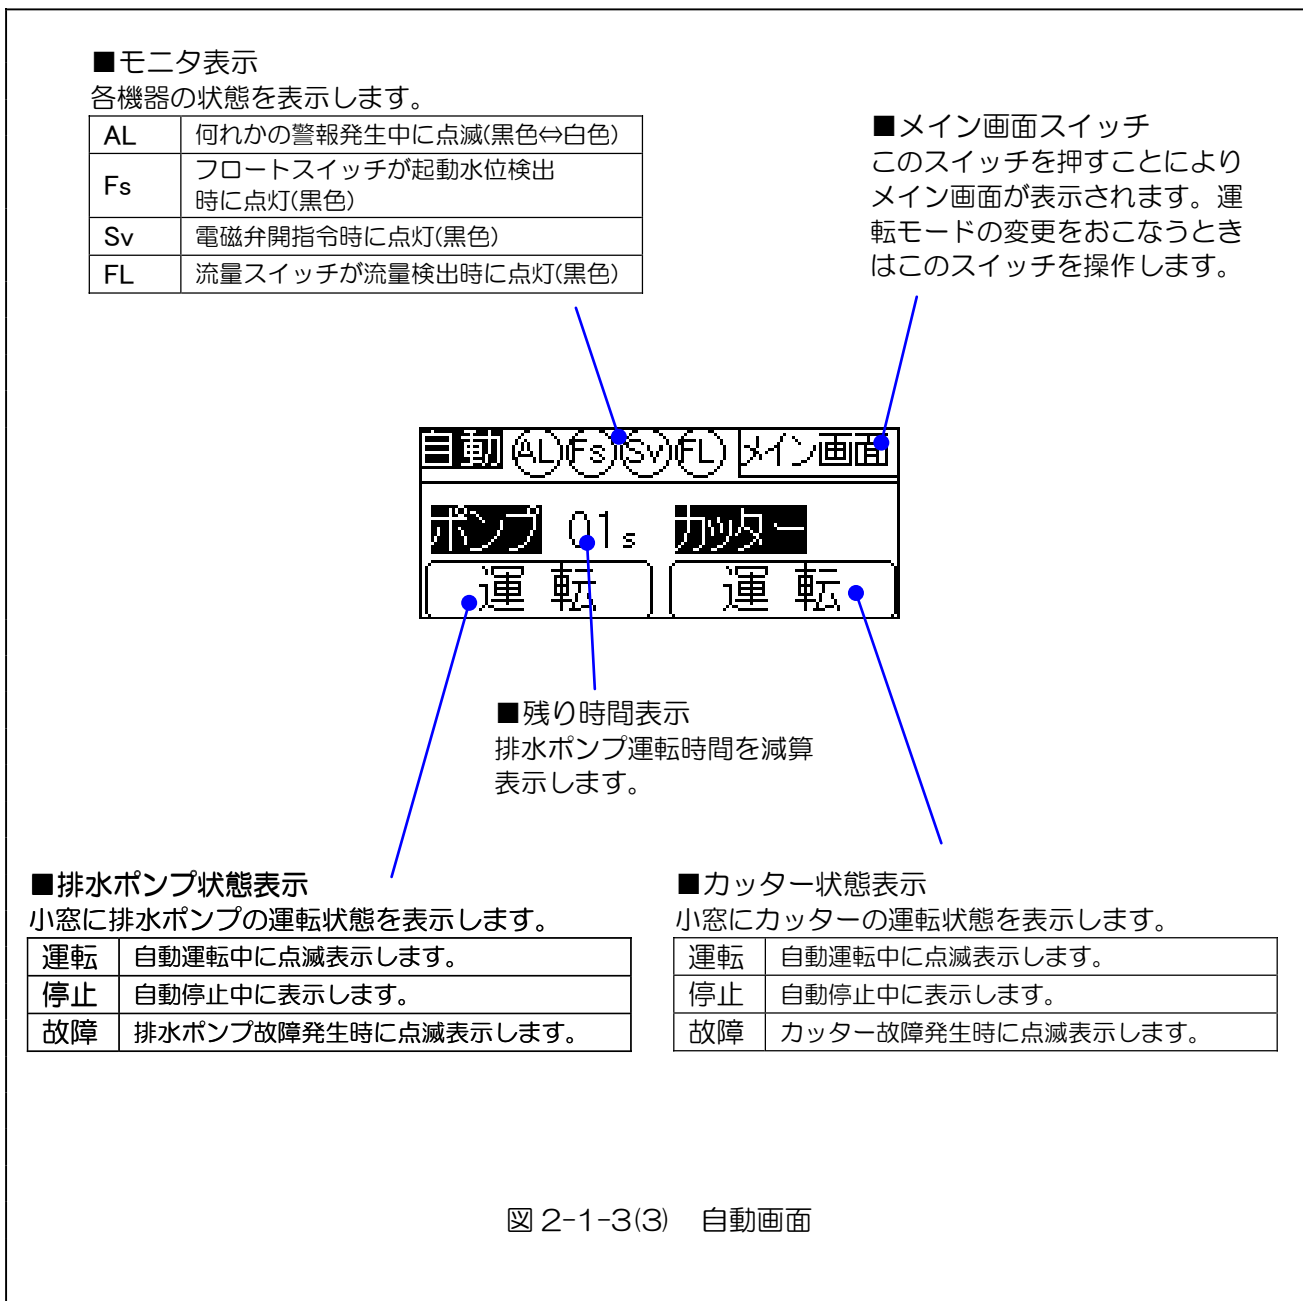 ■モニタ表示
各機器の状態を表示します。
AL 何れかの警報発生中に点滅(黒色⇔白色)
Fs フロートスイッチが起動水位検出
時に点灯(黒色)
Sv 電磁弁開指令時に点灯(黒色)
FL 流量スイッチが流量検出時に点灯(黒色)
■メイン画面スイッチ
このスイッチを押すことにより
メイン画面が表示されます。運
転モードの変更をおこなうとき
はこのスイッチを操作します。
自動 AL Fs Sv FL メイン画面
ポンプ 01s カッター
運転 運転
■残り時間表示
排水ポンプ運転時間を減算
表示します。
■排水ポンプ状態表示
小窓に排水ポンプの運転状態を表示します。
運転 自動運転中に点滅表示します。
停止 自動停止中に表示します。
故障 排水ポンプ故障発生時に点滅表示します。
■カッター状態表示
小窓にカッターの運転状態を表示します。
運転 自動運転中に点滅表示します。
停止 自動停止中に表示します。
故障 カッター故障発生時に点滅表示します。
図 2-1-3(3) 自動画面